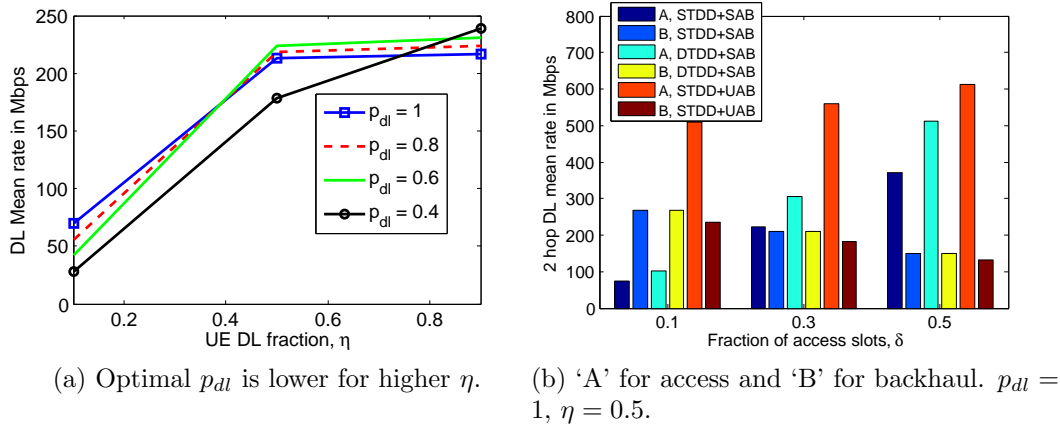 DL Mean rate in Mbps
250
200
150
100
50
0
0.2
0.4
0.6
0.8
UE DL fraction, η
p_dl = 1
p_dl = 0.8
p_dl = 0.6
p_dl = 0.4
(a) Optimal p_dl is lower for higher η.
2 hop DL mean rate in Mbps
800
700
600
500
400
300
200
100
0
0.1
0.3
0.5
Fraction of access slots, δ
A, STDD+SAB
B, STDD+SAB
A, DTDD+SAB
B, DTDD+SAB
A, STDD+UAB
B, STDD+UAB
(b) ‘A’ for access and ‘B’ for backhaul. p_dl =
1, η = 0.5.